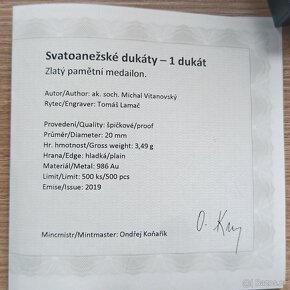 Svatoanežské dukáty – 1 dukát
Zlatý pamětní medailon.
Autor/Author: ak. soch. Michal Vitanovský
Rytec/Engraver: Tomáš Lamač
Provedení/Quality: špičkové/proof
Průměr/Diameter: 20 mm
Hr. hmotnost/Gross weight: 3,49 g
Hrana/Edge: hladká/plain
Materiál/Metal: 986 Au
Limit/Limit: 500 ks/500 pcs
Emise/Issue: 2019
Mincmistr/Mintmaster: Ondřej Koňařík